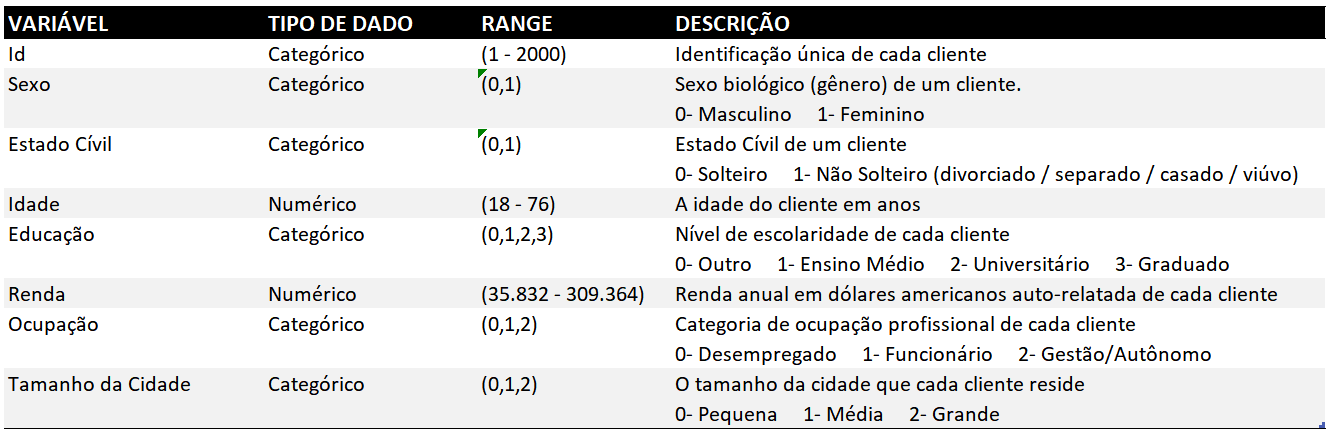 VARIÁVEL TIPO DE DADO RANGE DESCRIÇÃO
Id Categórico (1 - 2000) Identificação única de cada cliente
Sexo Categórico (0,1) Sexo biológico (gênero) de um cliente.
0- Masculino 1- Feminino
Estado Cívil Categórico (0,1) Estado Cívil de um cliente
0- Solteiro 1- Não Solteiro (divorciado / separado / casado / viúvo)
Idade Numérico (18 - 76) A idade do cliente em anos
Educação Categórico (0,1,2,3) Nível de escolaridade de cada cliente
0- Outro 1- Ensino Médio 2- Universitário 3- Graduado
Renda Numérico (35.832 - 309.364) Renda anual em dólares americanos auto-relatada de cada cliente
Ocupação Categórico (0,1,2) Categoria de ocupação profissional de cada cliente
0- Desempregado 1- Funcionário 2- Gestão/Autônomo
Tamanho da Cidade Categórico (0,1,2) O tamanho da cidade que cada cliente reside
0- Pequena 1- Média 2- Grande